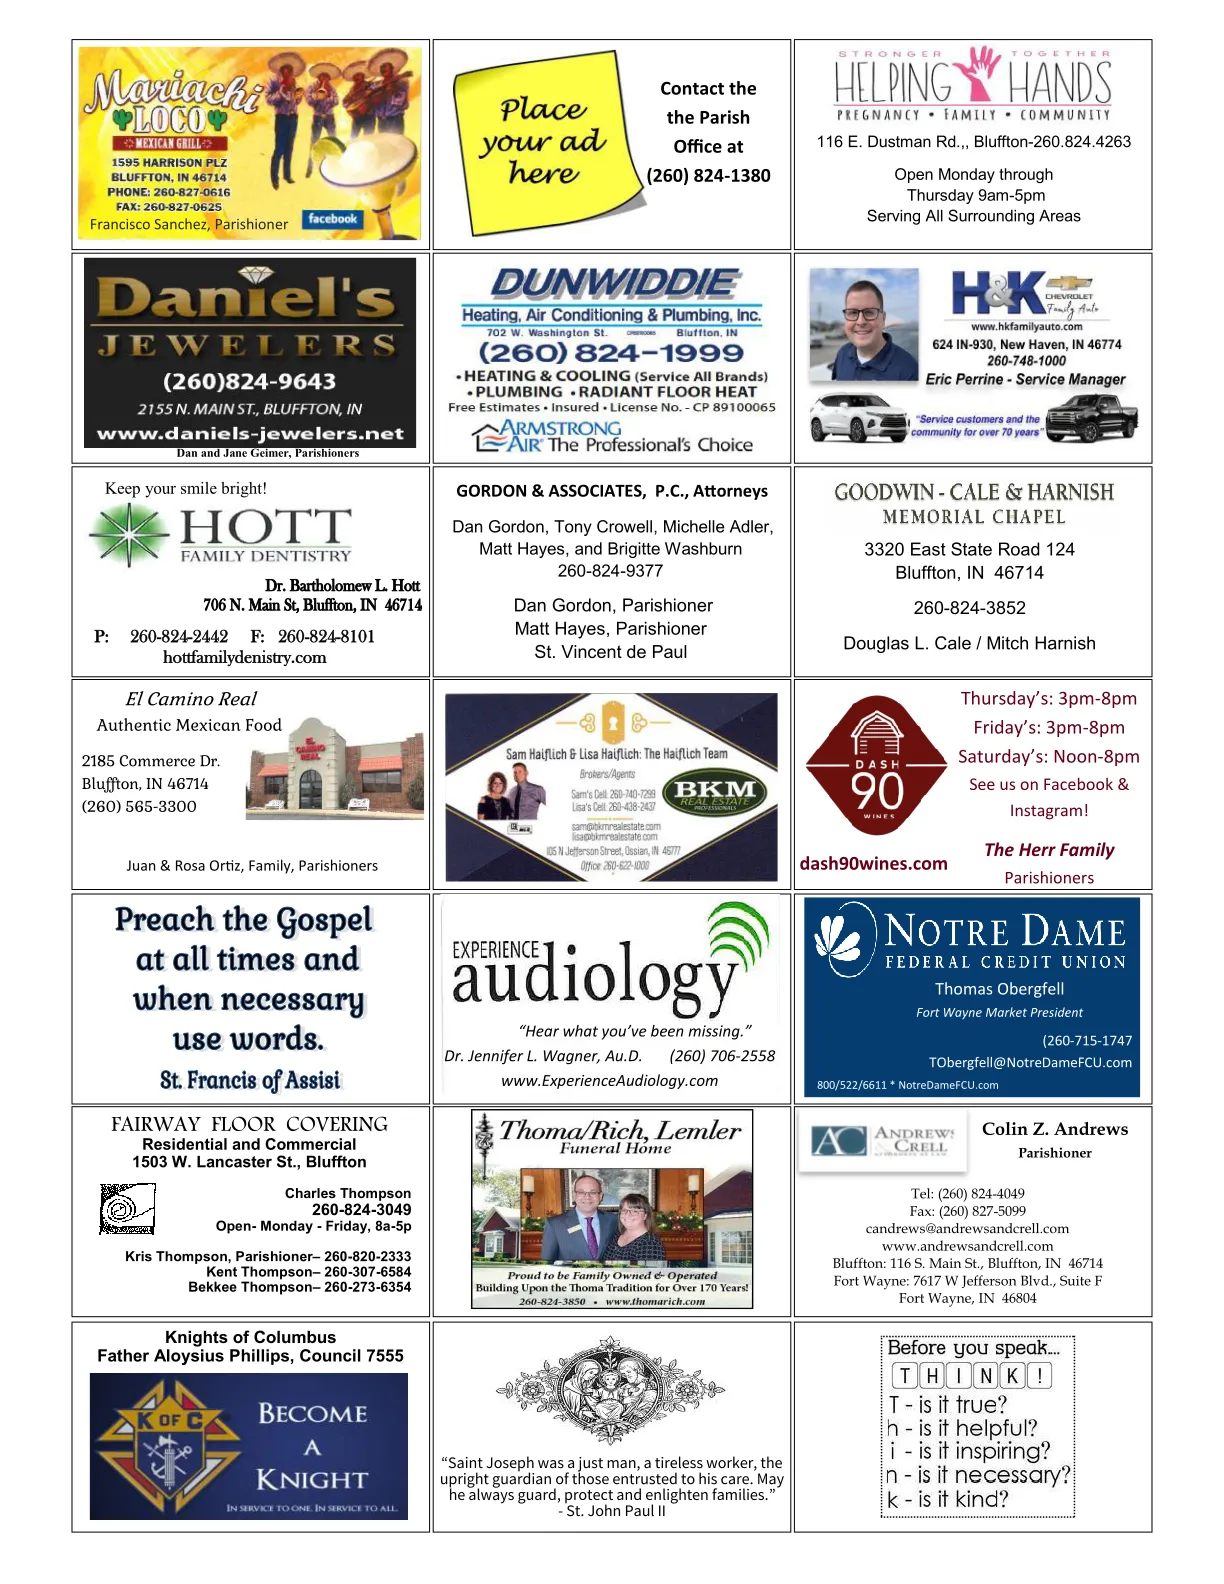 Mariachi
LOCO
MEXICAN GRILL
1595 HARRISON PLZ
BLUFFTON, IN 46714
PHONE: 260-827-0616
FAX: 260-827-0625
Francisco Sanchez, Parishioner
facebook
Place
your ad
here
Contact the
the Parish
Office at
(260) 824-1380
STRONGER TOGETHER
HELPING HANDS
PREGNANCY • FAMILY • COMMUNITY
116 E. Dustman Rd.,, Bluffton-260.824.4263
Open Monday through
Thursday 9am-5pm
Serving All Surrounding Areas
Daniel's
JEWELERS
(260)824-9643
2155 N. MAIN ST., BLUFFTON, IN
www.daniels-jewelers.net
Dan and Jane Geimer, Parishioners
DUNWIDDIE
Heating, Air Conditioning & Plumbing, Inc.
702 W. Washington St. CP89100065 Bluffton, IN
(260) 824-1999
• HEATING & COOLING (Service All Brands)
• PLUMBING • RADIANT FLOOR HEAT
Free Estimates • Insured • License No. - CP 89100065
ARMSTRONG
AIR The Professional's Choice
H&K
CHEVROLET
Family Auto
www.hkfamilyauto.com
624 IN-930, New Haven, IN 46774
260-748-1000
Eric Perrine - Service Manager
"Service customers and the
community for over 70 years"
Keep your smile bright!
HOTT
FAMILY DENTISTRY
Dr. Bartholomew L. Hott
706 N. Main St, Bluffton, IN 46714
P: 260-824-2442 F: 260-824-8101
hottfamilydenistry.com
GORDON & ASSOCIATES, P.C., Attorneys
Dan Gordon, Tony Crowell, Michelle Adler,
Matt Hayes, and Brigitte Washburn
260-824-9377
Dan Gordon, Parishioner
Matt Hayes, Parishioner
St. Vincent de Paul
GOODWIN - CALE & HARNISH
MEMORIAL CHAPEL
3320 East State Road 124
Bluffton, IN 46714
260-824-3852
Douglas L. Cale / Mitch Harnish
El Camino Real
Authentic Mexican Food
2185 Commerce Dr.
Bluffton, IN 46714
(260) 565-3300
EL
CAMINO
REAL
Juan & Rosa Ortiz, Family, Parishioners
Sam Haiflich & Lisa Haiflich: The Haiflich Team
Brokers/Agents
Sam's Cell: 260-740-7299
Lisa's Cell: 260-438-2437
BKM
REAL ESTATE
PROFESSIONALS
sam@bkmrealestate.com
lisa@bkmrealestate.com
105 N Jefferson Street, Ossian, IN 46777
Office 260-622-1000
DASH
90
WINES
Thursday's: 3pm-8pm
Friday's: 3pm-8pm
Saturday's: Noon-8pm
See us on Facebook &
Instagram!
dash90wines.com
The Herr Family
Parishioners
Preach the Gospel
at all times and
when necessary
use words.
St. Francis of Assisi
EXPERIENCE
audiology
“Hear what you’ve been missing.”
Dr. Jennifer L. Wagner, Au.D. (260) 706-2558
www.ExperienceAudiology.com
NOTRE DAME
FEDERAL CREDIT UNION
Thomas Obergfell
Fort Wayne Market President
(260-715-1747
TObergfell@NotreDameFCU.com
800/522/6611 * NotreDameFCU.com
FAIRWAY FLOOR COVERING
Residential and Commercial
1503 W. Lancaster St., Bluffton
Charles Thompson
260-824-3049
Open- Monday - Friday, 8a-5p
Kris Thompson, Parishioner– 260-820-2333
Kent Thompson– 260-307-6584
Bekkee Thompson– 260-273-6354
Thoma/Rich, Lemler
Funeral Home
Proud to be Family Owned & Operated
Building Upon the Thoma Tradition for Over 170 Years!
260-824-3850 • www.thomarich.com
AC ANDREWS
& CRELL
ATTORNEYS AT LAW
Colin Z. Andrews
Parishioner
Tel: (260) 824-4049
Fax: (260) 827-5099
candrews@andrewsandcrell.com
www.andrewsandcrell.com
Bluffton: 116 S. Main St., Bluffton, IN 46714
Fort Wayne: 7617 W Jefferson Blvd., Suite F
Fort Wayne, IN 46804
Knights of Columbus
Father Aloysius Phillips, Council 7555
K OF C
BECOME
A
KNIGHT
IN SERVICE TO ONE. IN SERVICE TO ALL.
“Saint Joseph was a just man, a tireless worker, the
upright guardian of those entrusted to his care. May
he always guard, protect and enlighten families.”
- St. John Paul II
Before you speak....
THINK!
T - is it true?
h - is it helpful?
i - is it inspiring?
n - is it necessary?
k - is it kind?